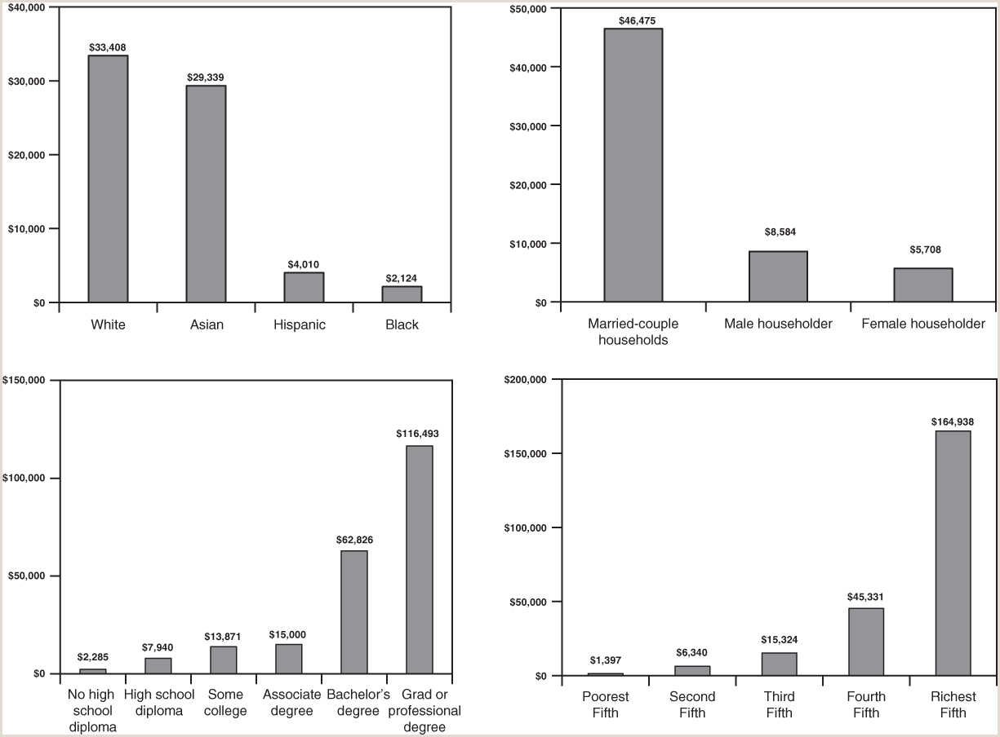 $40,000
$33,408
$30,000
$29,339
$20,000
$10,000
$4,010
$2,124
$0
White Asian Hispanic Black
$50,000
$46,475
$40,000
$30,000
$20,000
$10,000
$8,584
$5,708
$0
Married-couple households
Male householder
Female householder
$150,000
$116,493
$100,000
$62,826
$50,000
$15,000
$13,871
$7,940
$2,285
$0
No high
school
diploma
High school
diploma
Some
college
Associate
degree
Bachelor's
degree
Grad or
professional
degree
$200,000
$164,938
$150,000
$100,000
$50,000
$45,331
$15,324
$6,340
$1,397
$0
Poorest
Fifth
Second
Fifth
Third
Fifth
Fourth
Fifth
Richest
Fifth